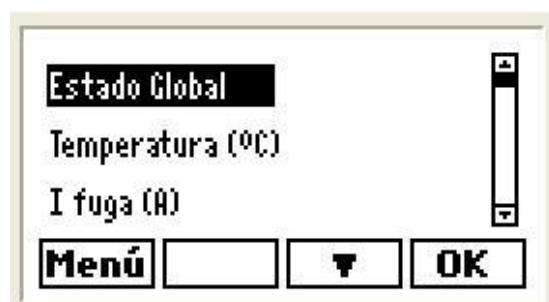 Estado Global
Temperatura (ºC)
I fuga (A)
Menú ▼ OK